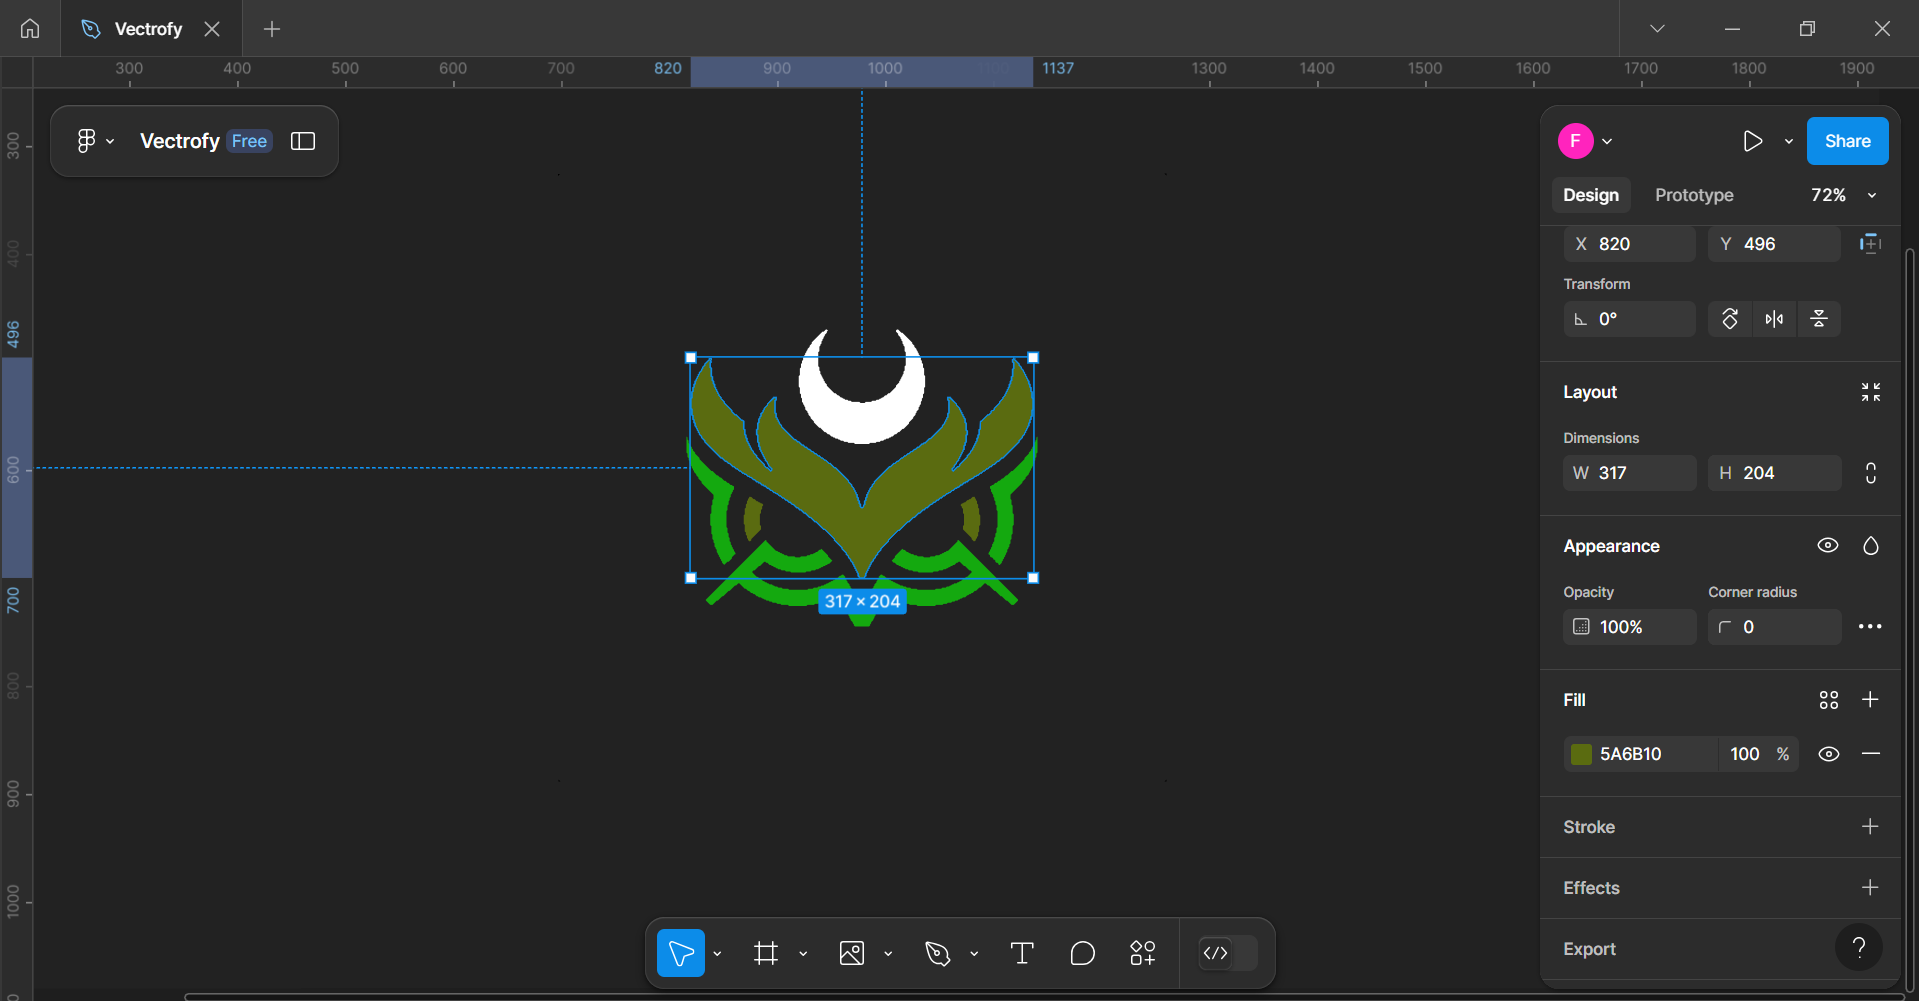 Vectrofy
300 400 500 600 700 820 900 1000 1137 1300 1400 1500 1600 1700 1800 1900
Vectrofy Free
F
Share
Design Prototype 72%
X 820 Y 496
Transform
0°
Layout
Dimensions
W 317 H 204
Appearance
Opacity Corner radius
100% 0
Fill
5A6B10 100 %
Stroke
Effects
Export
?
300
400
496
600
700
800
900
1000
317 × 204